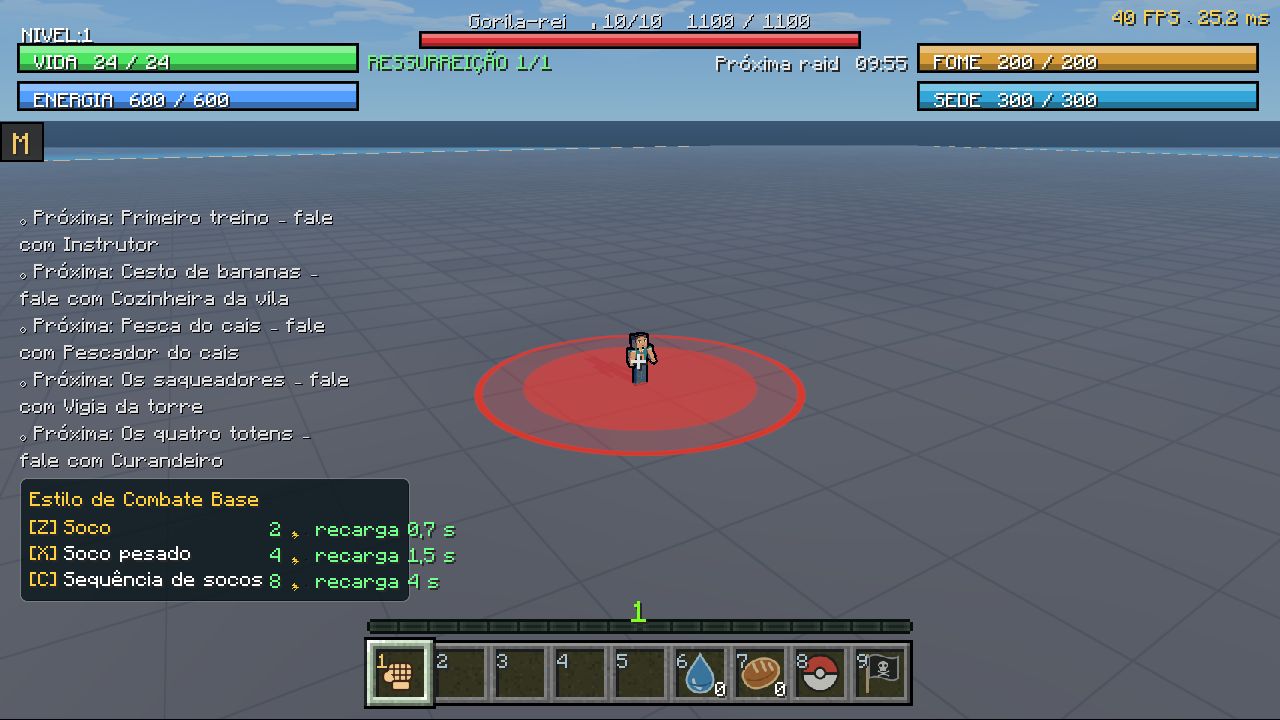 Gorila-rei . 10/10 1100 / 1100
40 FPS . 25.2 ms
NIVEL:1
VIDA 24 / 24
RESSURREIÇÃO 1/1
Próxima raid 09:55
FOME 200 / 200
ENERGIA 600 / 600
SEDE 300 / 300
M
. Próxima: Primeiro treino - fale
com Instrutor
. Próxima: Cesto de bananas -
fale com Cozinheira da vila
. Próxima: Pesca do cais - fale
com Pescador do cais
. Próxima: Os saqueadores - fale
com Vigia da torre
. Próxima: Os quatro totens -
fale com Curandeiro
Estilo de Combate Base
[Z] Soco 2 recarga 0,7 s
[X] Soco pesado 4 recarga 1,5 s
[C] Sequência de socos 8 recarga 4 s
1
1 2 3 4 5 6 7 8 9
0 0